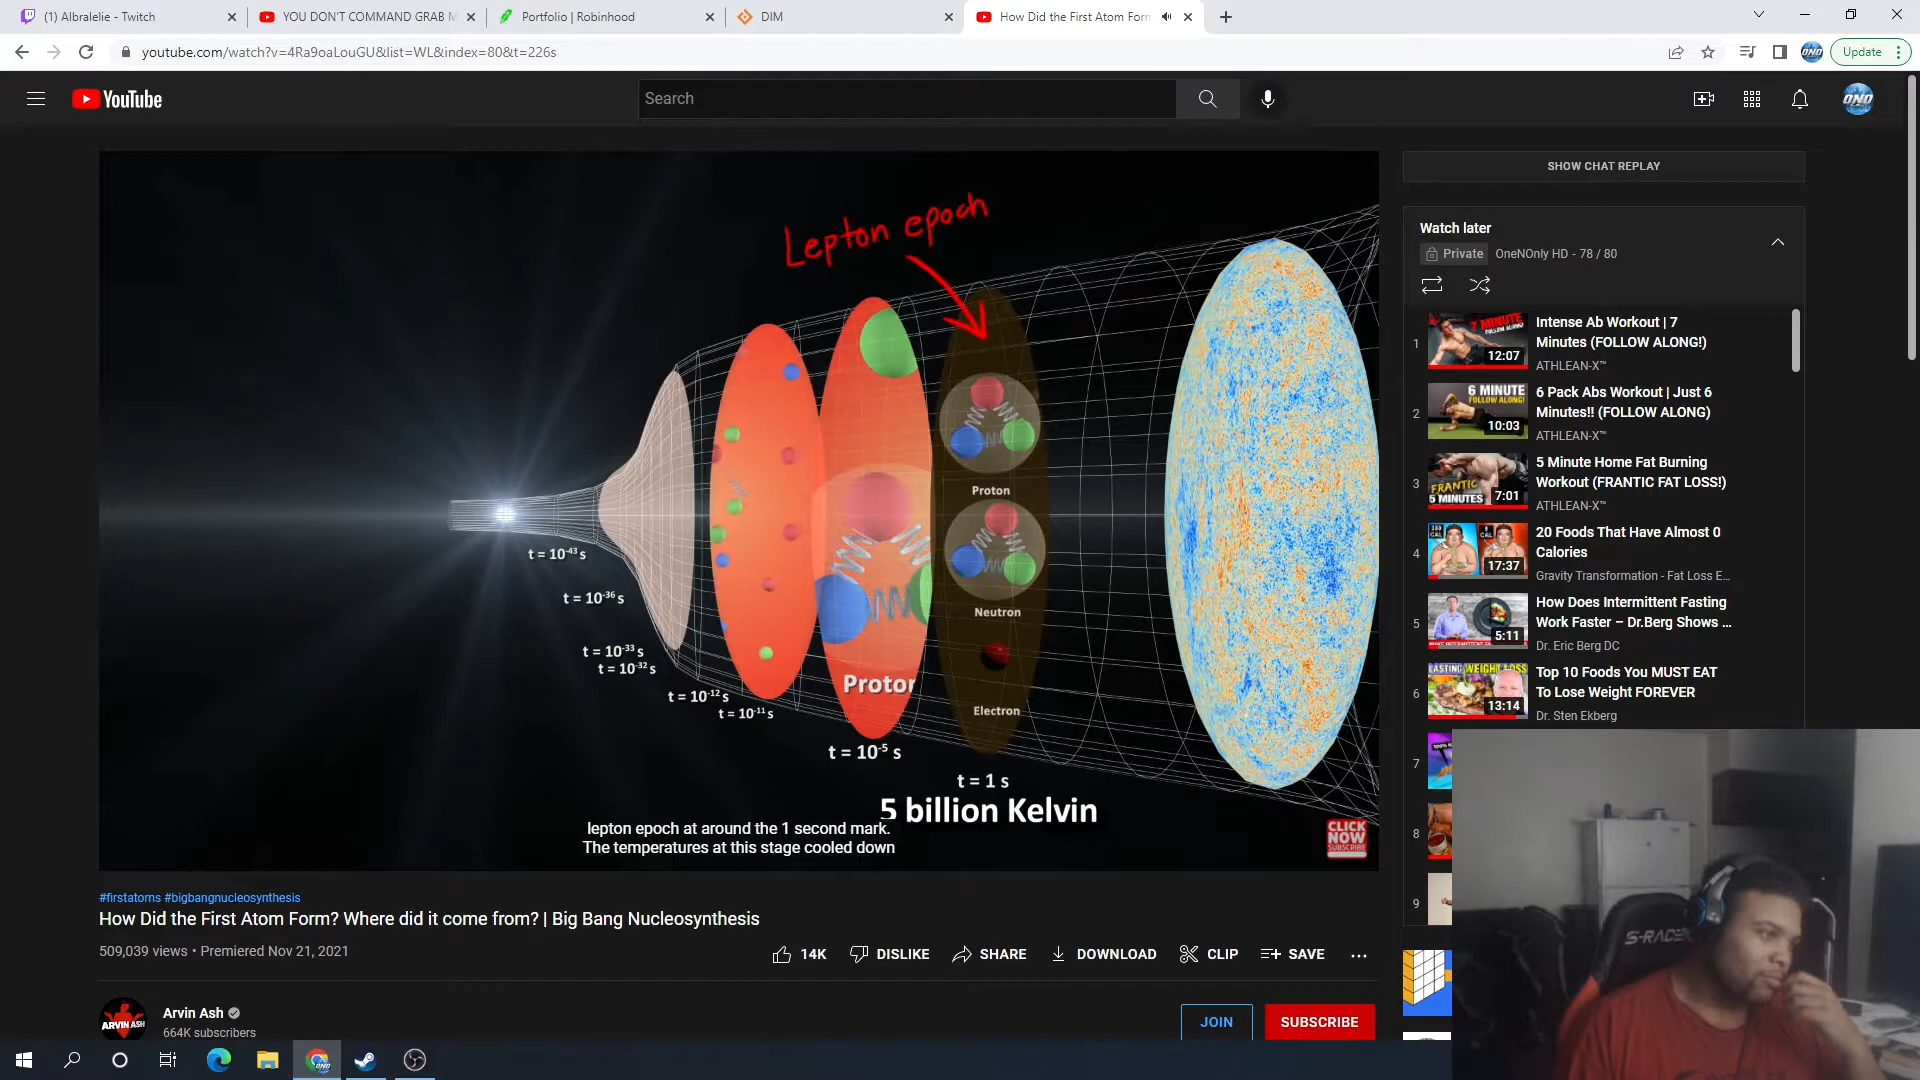 (1) Albralelie - Twitch
YOU DON'T COMMAND GRAB M
Portfolio | Robinhood
DIM
How Did the First Atom Form
youtube.com/watch?v=4Ra9oaLouGU&list=WL&index=80&t=226s
Update
YouTube
Search
ONO
SHOW CHAT REPLAY
Lepton epoch
Proton
Neutron
Electron
Proton
t = 10⁻⁴³ s
t = 10⁻³⁶ s
t = 10⁻³³ s
t = 10⁻³² s
t = 10⁻¹² s
t = 10⁻¹¹ s
t = 10⁻⁵ s
t = 1 s
5 billion Kelvin
lepton epoch at around the 1 second mark.
The temperatures at this stage cooled down
CLICK
NOW
SUBSCRIBE
Watch later
Private
OneNOnly HD - 78 / 80
1
7 MINUTE
12:07
Intense Ab Workout | 7
Minutes (FOLLOW ALONG!)
ATHLEAN-X™
2
6 MINUTE
10:03
6 Pack Abs Workout | Just 6
Minutes!! (FOLLOW ALONG)
ATHLEAN-X™
3
FRANTIC
5 MINUTES
7:01
5 Minute Home Fat Burning
Workout (FRANTIC FAT LOSS!)
ATHLEAN-X™
4
17:37
20 Foods That Have Almost 0
Calories
Gravity Transformation - Fat Loss E...
5
5:11
How Does Intermittent Fasting
Work Faster – Dr.Berg Shows ...
Dr. Eric Berg DC
6
13:14
Top 10 Foods You MUST EAT
To Lose Weight FOREVER
Dr. Sten Ekberg
7
8
9
#firstatoms #bigbangnucleosynthesis
How Did the First Atom Form? Where did it come from? | Big Bang Nucleosynthesis
509,039 views • Premiered Nov 21, 2021
14K
DISLIKE
SHARE
DOWNLOAD
CLIP
SAVE
ARVIN ASH
Arvin Ash
664K subscribers
JOIN
SUBSCRIBE
S-RACER